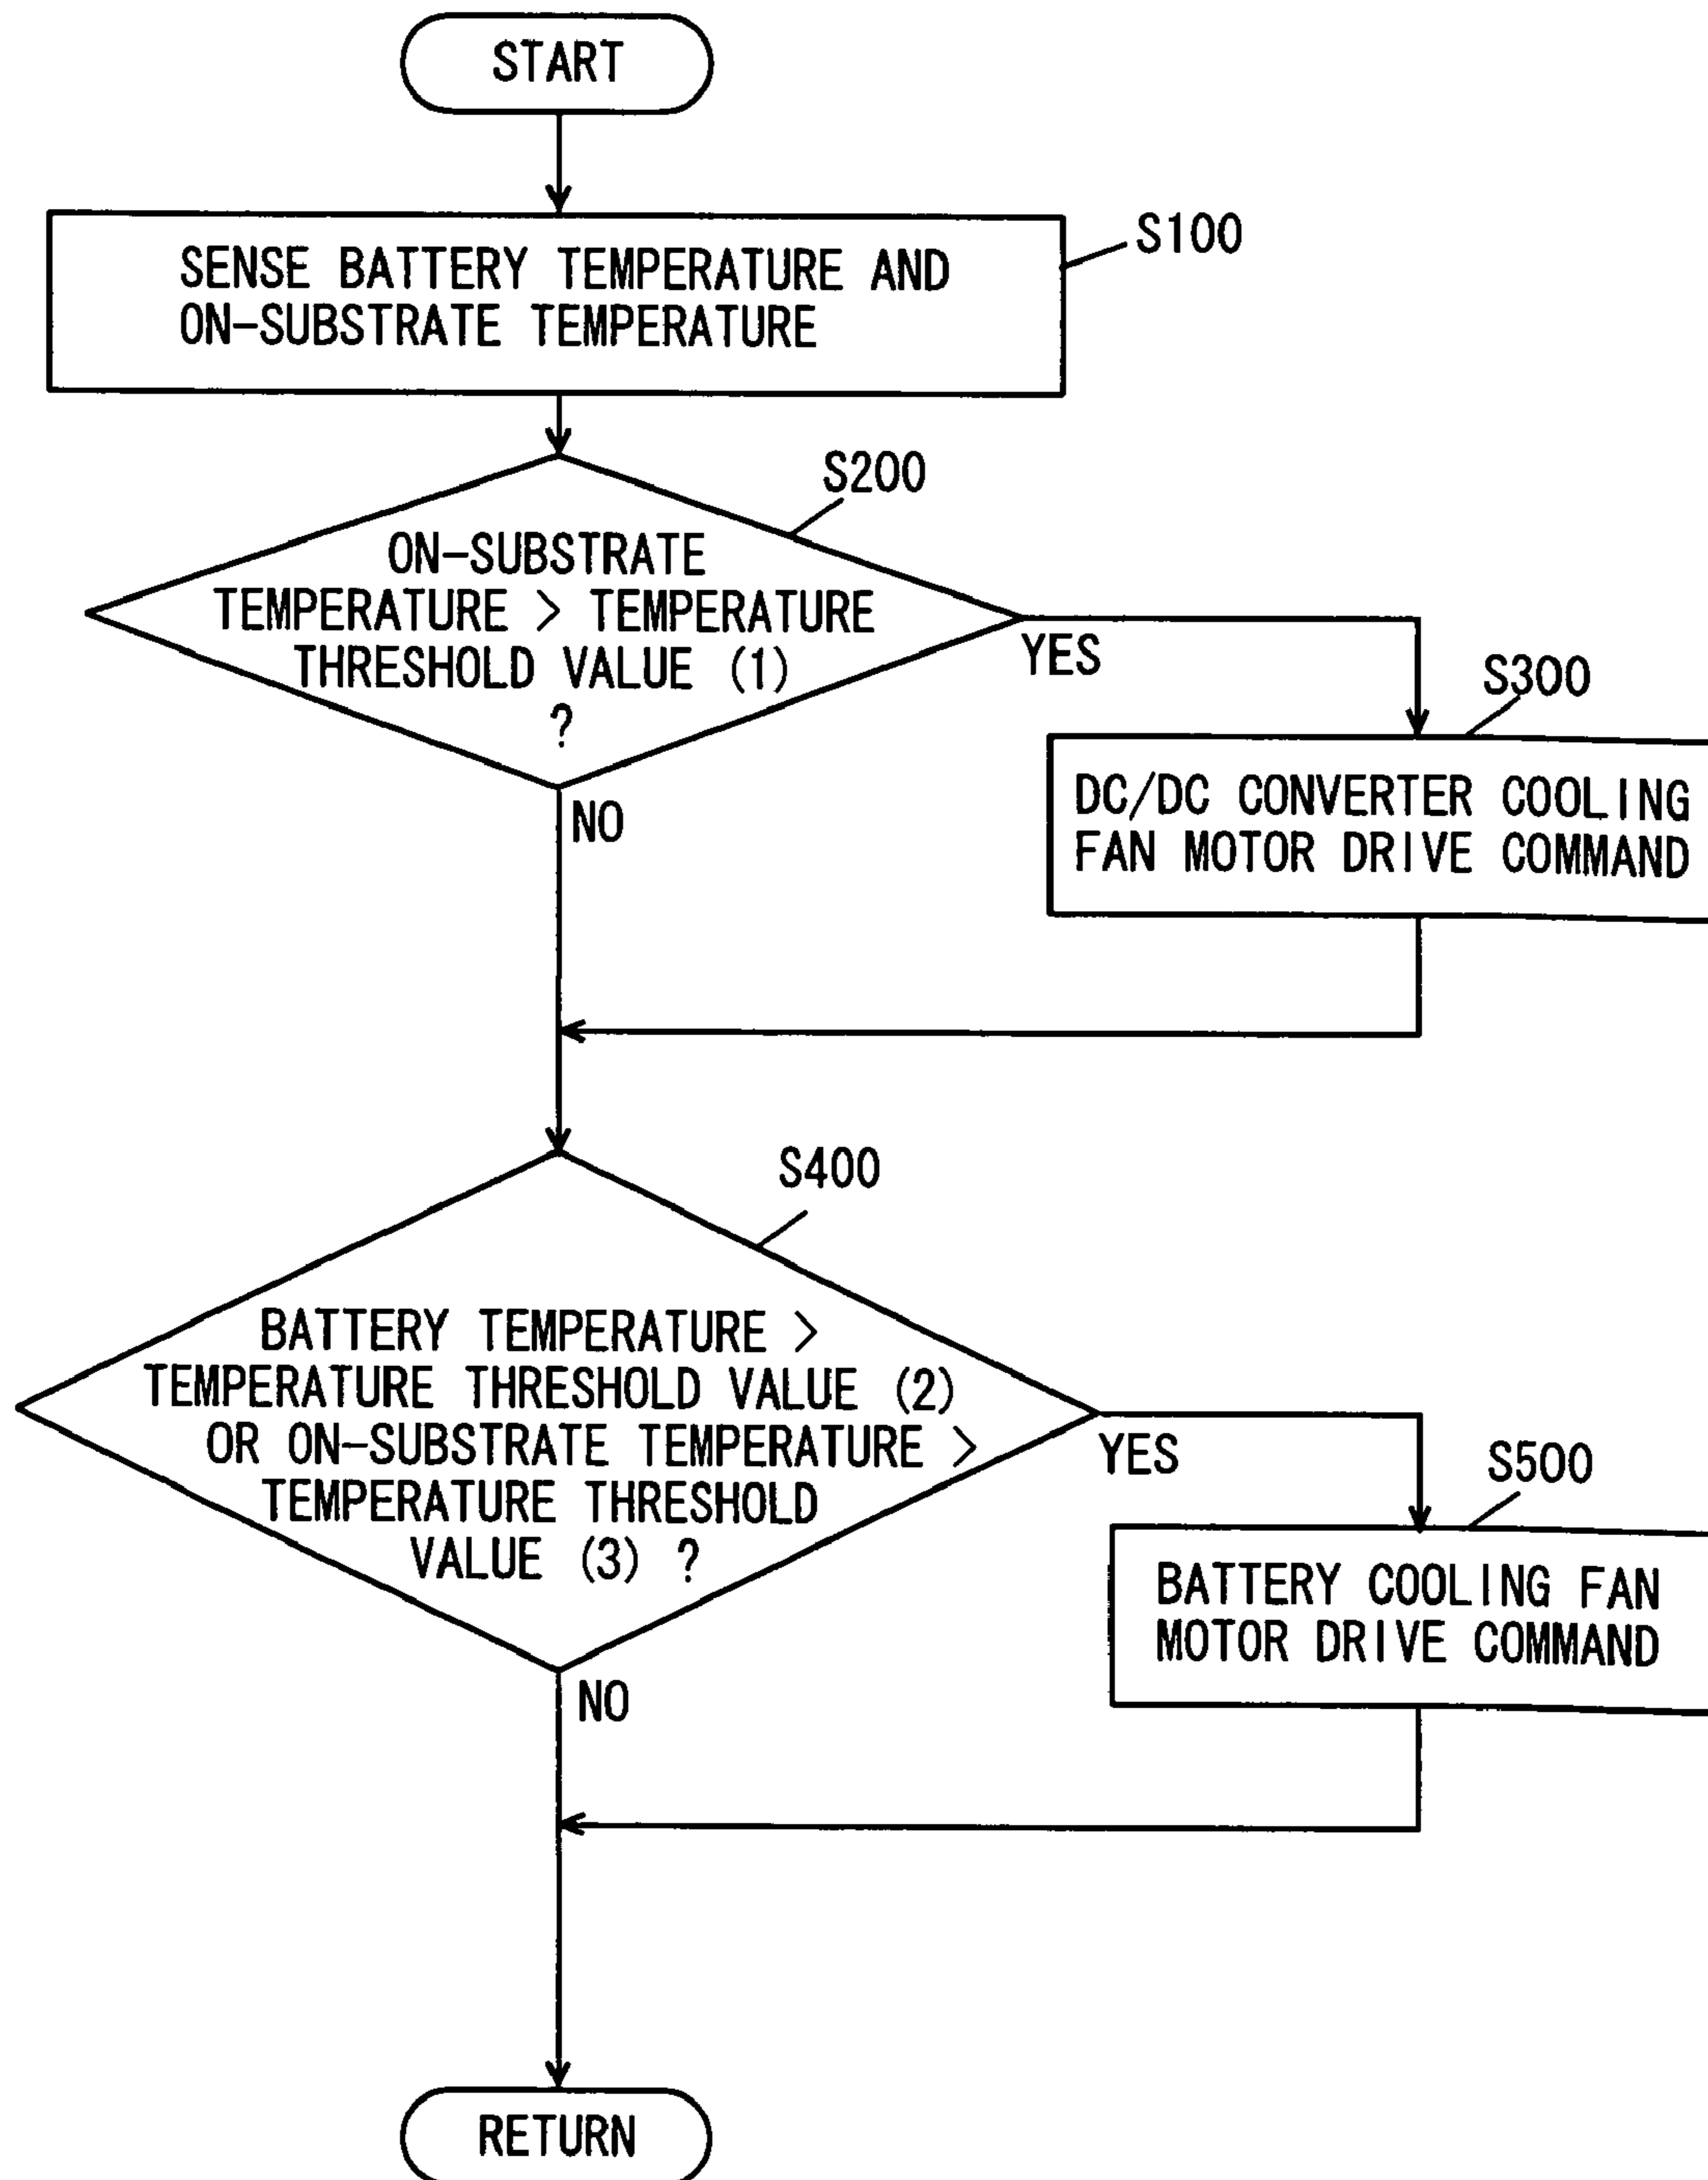 START
S100
SENSE BATTERY TEMPERATURE AND
ON-SUBSTRATE TEMPERATURE
S200
ON-SUBSTRATE
TEMPERATURE > TEMPERATURE
THRESHOLD VALUE (1)
?
YES
NO
S300
DC/DC CONVERTER COOLING
FAN MOTOR DRIVE COMMAND
S400
BATTERY TEMPERATURE >
TEMPERATURE THRESHOLD VALUE (2)
OR ON-SUBSTRATE TEMPERATURE >
TEMPERATURE THRESHOLD
VALUE (3) ?
YES
NO
S500
BATTERY COOLING FAN
MOTOR DRIVE COMMAND
RETURN